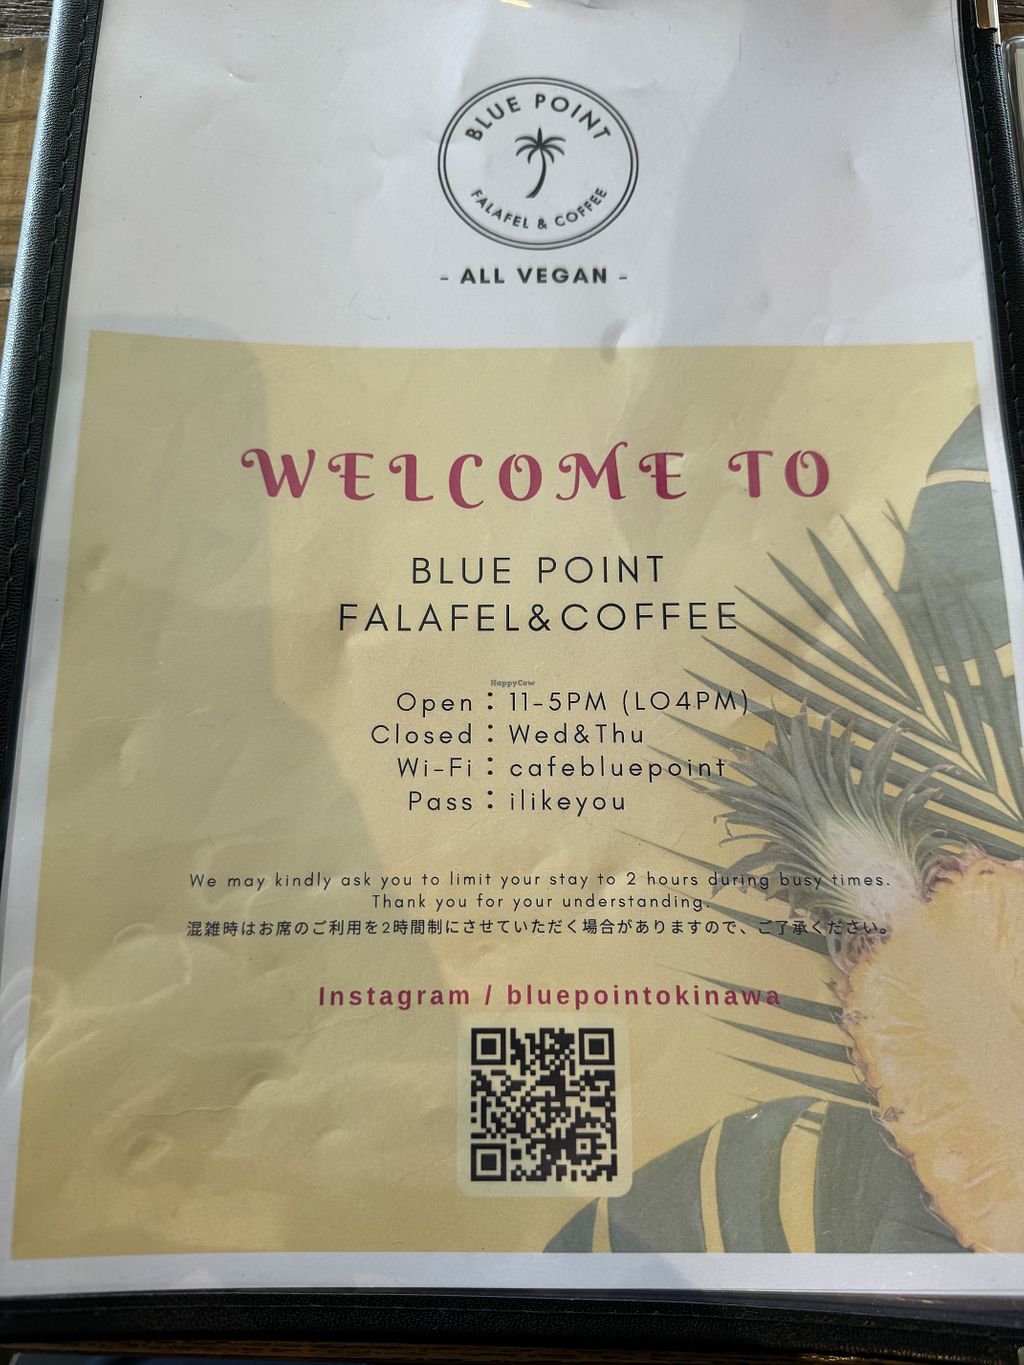 BLUE POINT
FALAFEL & COFFEE
- ALL VEGAN -
WELCOME TO
BLUE POINT
FALAFEL&COFFEE
HappyCow
Open：11-5PM (LO4PM)
Closed：Wed&Thu
Wi-Fi：cafebluepoint
Pass：ilikeyou
We may kindly ask you to limit your stay to 2 hours during busy times.
Thank you for your understanding.
混雑時はお席のご利用を2時間制にさせていただく場合がありますので、ご了承ください。
Instagram / bluepointokinawa